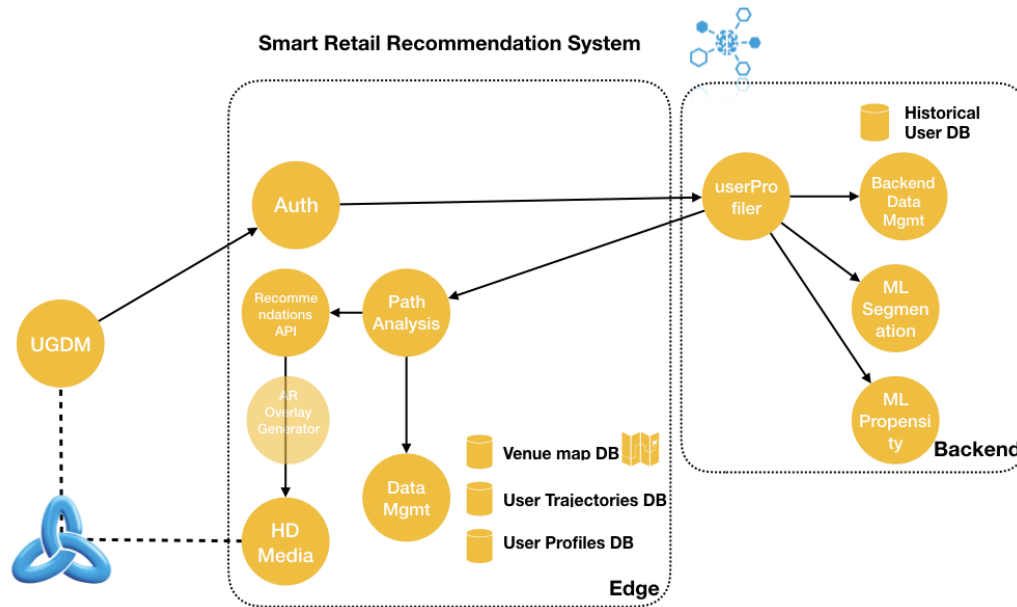 Smart Retail Recommendation System
Historical
User DB
Auth
userPro
filer
Backend
Data
Mgmt
UGDM
Recomme
ndations
API
Path
Analysis
ML
Segmen
ation
AR
Overlay
Generator
ML
Propensi
ty
Backend
Venue map DB
Data
Mgmt
User Trajectories DB
HD
Media
User Profiles DB
Edge